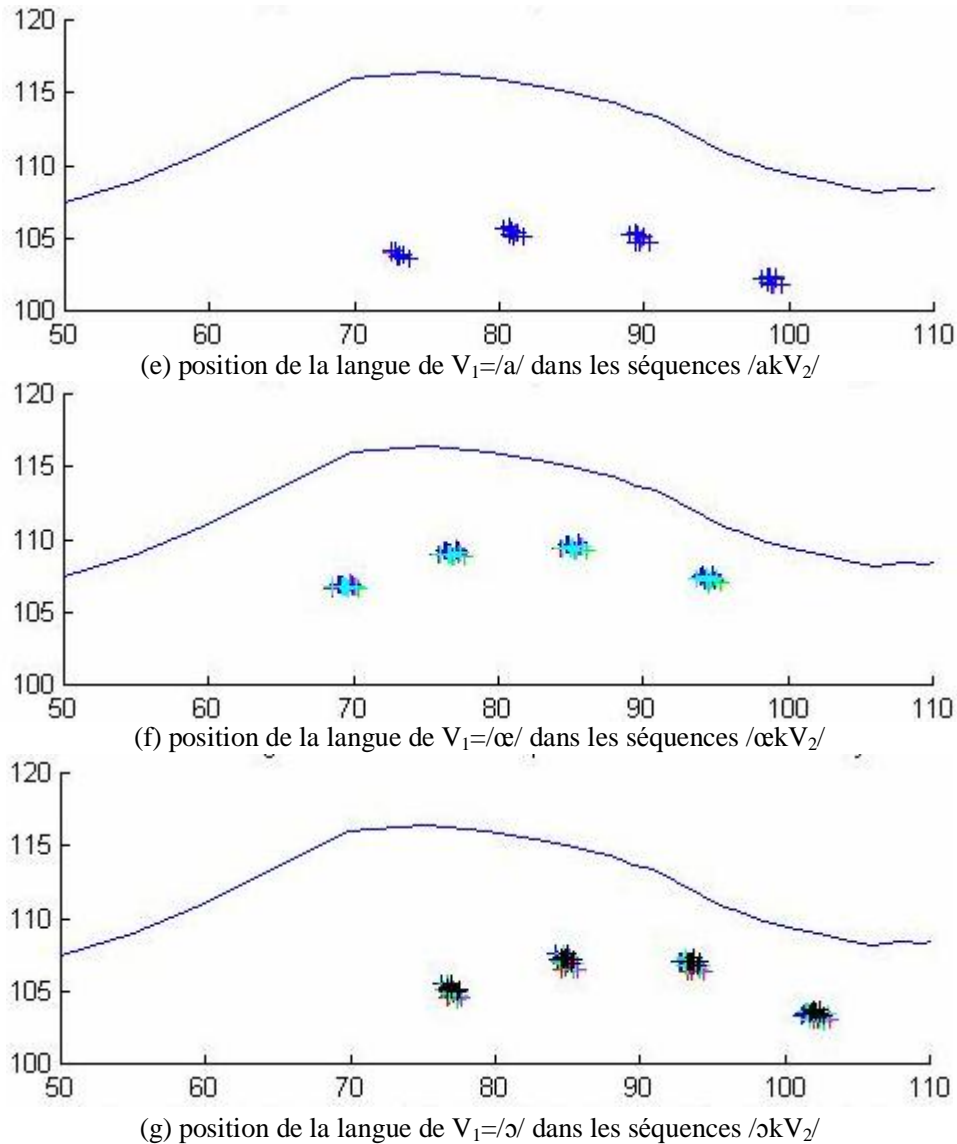 120
115
110
105
100
50 60 70 80 90 100 110
(e) position de la langue de V₁=/a/ dans les séquences /akV₂/
120
115
110
105
100
50 60 70 80 90 100 110
(f) position de la langue de V₁=/œ/ dans les séquences /œkV₂/
120
115
110
105
100
50 60 70 80 90 100 110
(g) position de la langue de V₁=/ɔ/ dans les séquences /ɔkV₂/